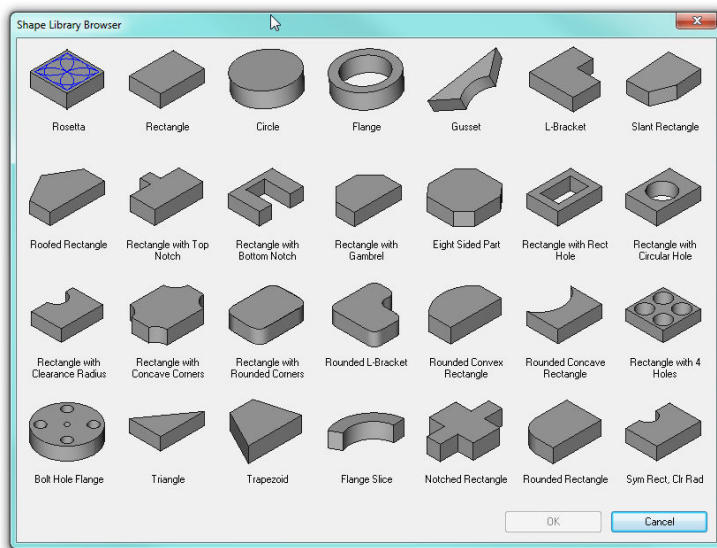 Shape Library Browser
Rosetta
Rectangle
Circle
Flange
Gusset
L-Bracket
Slant Rectangle
Roofed Rectangle
Rectangle with Top
Notch
Rectangle with
Bottom Notch
Rectangle with
Gambrel
Eight Sided Part
Rectangle with Rect
Hole
Rectangle with
Circular Hole
Rectangle with
Clearance Radius
Rectangle with
Concave Corners
Rectangle with
Rounded Corners
Rounded L-Bracket
Rounded Convex
Rectangle
Rounded Concave
Rectangle
Rectangle with 4
Holes
Bolt Hole Flange
Triangle
Trapezoid
Flange Slice
Notched Rectangle
Rounded Rectangle
Sym Rect, Clr Rad
OK
Cancel